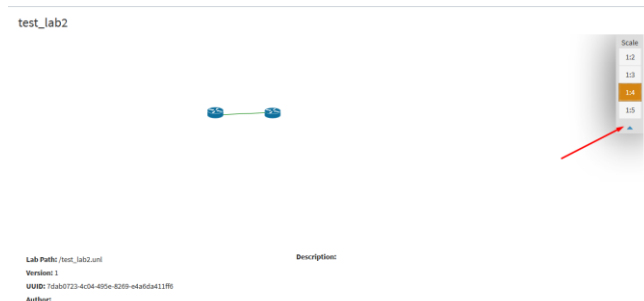 test_lab2
Scale
1:2
1:3
1:4
1:5
Lab Path: /test_lab2.unl
Description:
Version: 1
UUID: 7dab0723-4c04-495e-8269-e4a6da411ff6
Author: